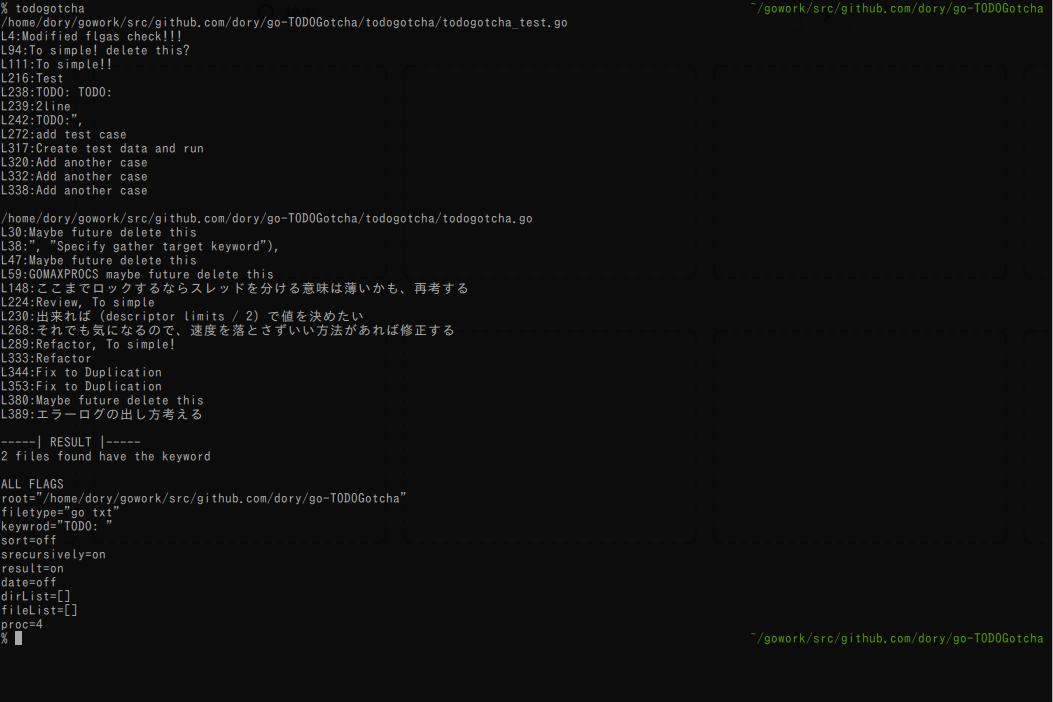 % todogotcha ~/gowork/src/github.com/dory/go-TODOGotcha
/home/dory/gowork/src/github.com/dory/go-TODOGotcha/todogotcha/todogotcha_test.go
L4:Modified flgas check!!!
L94:To simple! delete this?
L111:To simple!!
L216:Test
L238:TODO: TODO:
L239:2line
L242:TODO:",
L272:add test case
L317:Create test data and run
L320:Add another case
L332:Add another case
L338:Add another case
/home/dory/gowork/src/github.com/dory/go-TODOGotcha/todogotcha/todogotcha.go
L30:Maybe future delete this
L38:", "Specify gather target keyword"),
L47:Maybe future delete this
L59:GOMAXPROCS maybe future delete this
L148:ここまでロックするならスレッドを分ける意味は薄いかも、再考する
L224:Review, To simple
L230:出来れば (descriptor limits / 2) で値を決めたい
L268:それでも気になるので、速度を落とさずいい方法があれば修正する
L289:Refactor, To simple!
L333:Refactor
L344:Fix to Duplication
L353:Fix to Duplication
L380:Maybe future delete this
L389:エラーログの出し方考える
-----| RESULT |-----
2 files found have the keyword
ALL FLAGS
root="/home/dory/gowork/src/github.com/dory/go-TODOGotcha"
filetype="go txt"
keywrod="TODO: "
sort=off
srecursively=on
result=on
date=off
dirList=[]
fileList=[]
proc=4
% ~/gowork/src/github.com/dory/go-TODOGotcha